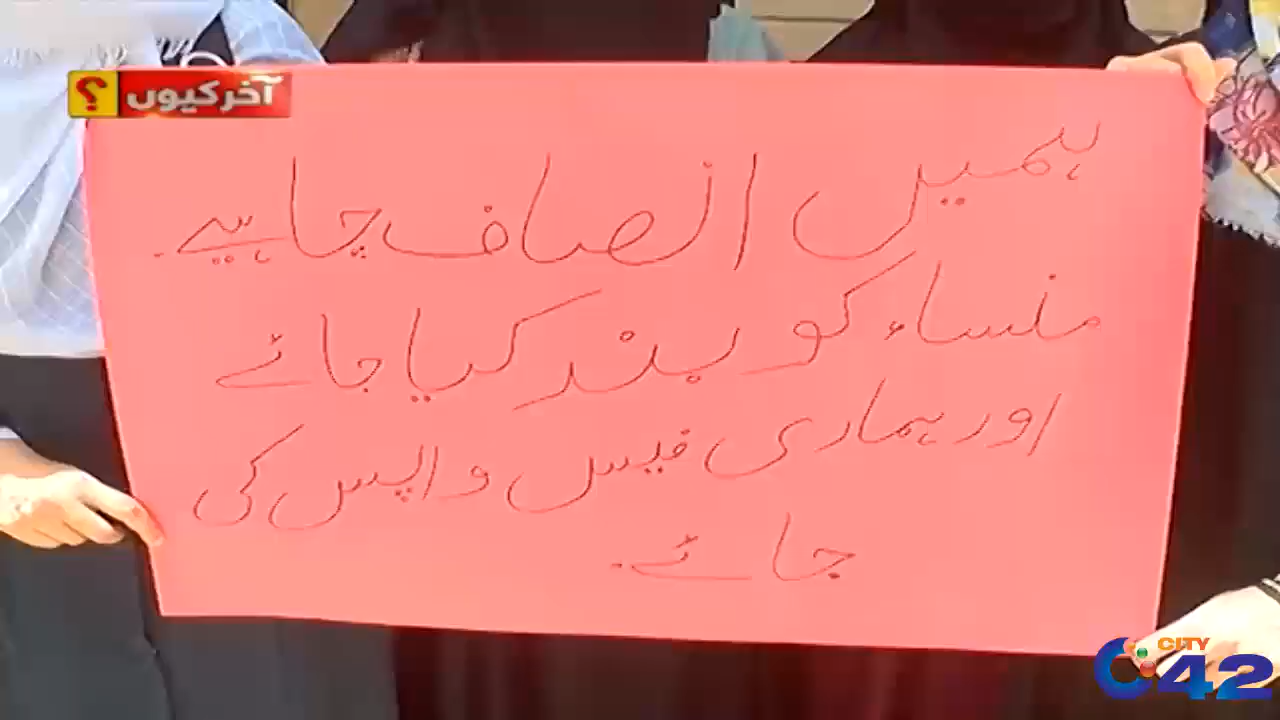 آخر کیوں ؟
ہمیں انصاف چاہیے۔
منساء کو بند کیا جائے
اور ہماری فیس واپس کی
جائے۔
CITY
42